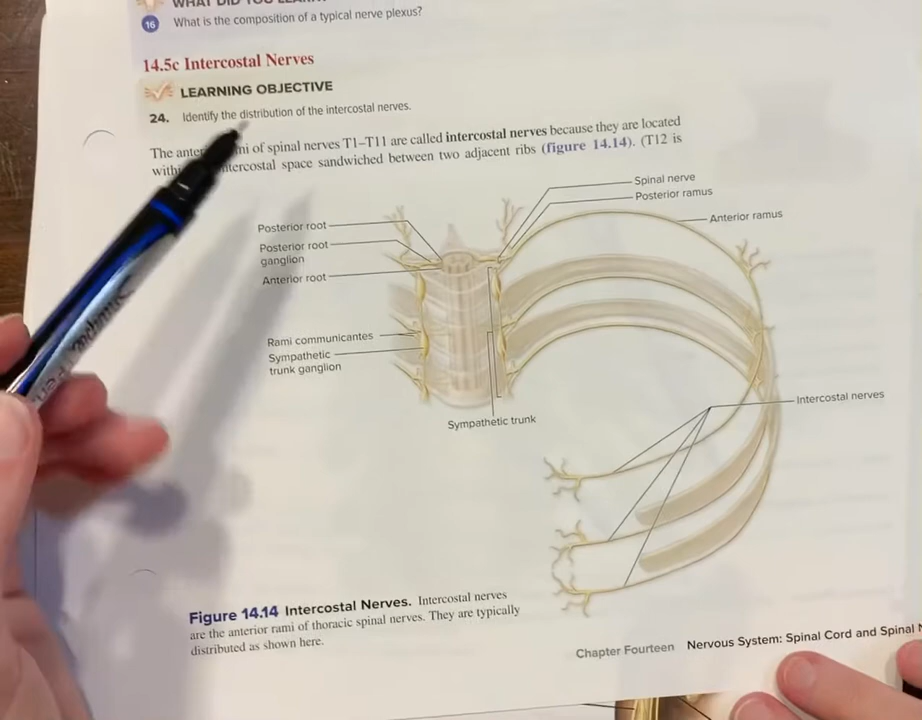 WHAT DID YOU
16 What is the composition of a typical nerve plexus?
14.5c Intercostal Nerves
LEARNING OBJECTIVE
24. Identify the distribution of the intercostal nerves.
The of spinal nerves T1–T11 are called intercostal nerves because they are located
space sandwiched between two adjacent ribs (figure 14.14). (T12 is
Spinal nerve
Posterior ramus
Anterior ramus
Posterior root
Posterior root
ganglion
Anterior root
Rami communicantes
Sympathetic
trunk ganglion
Sympathetic trunk
Intercostal nerves
Figure 14.14 Intercostal Nerves. Intercostal nerves
are the anterior rami of thoracic spinal nerves. They are typically
distributed as shown here.
Chapter Fourteen Nervous System: Spinal Cord and Spinal